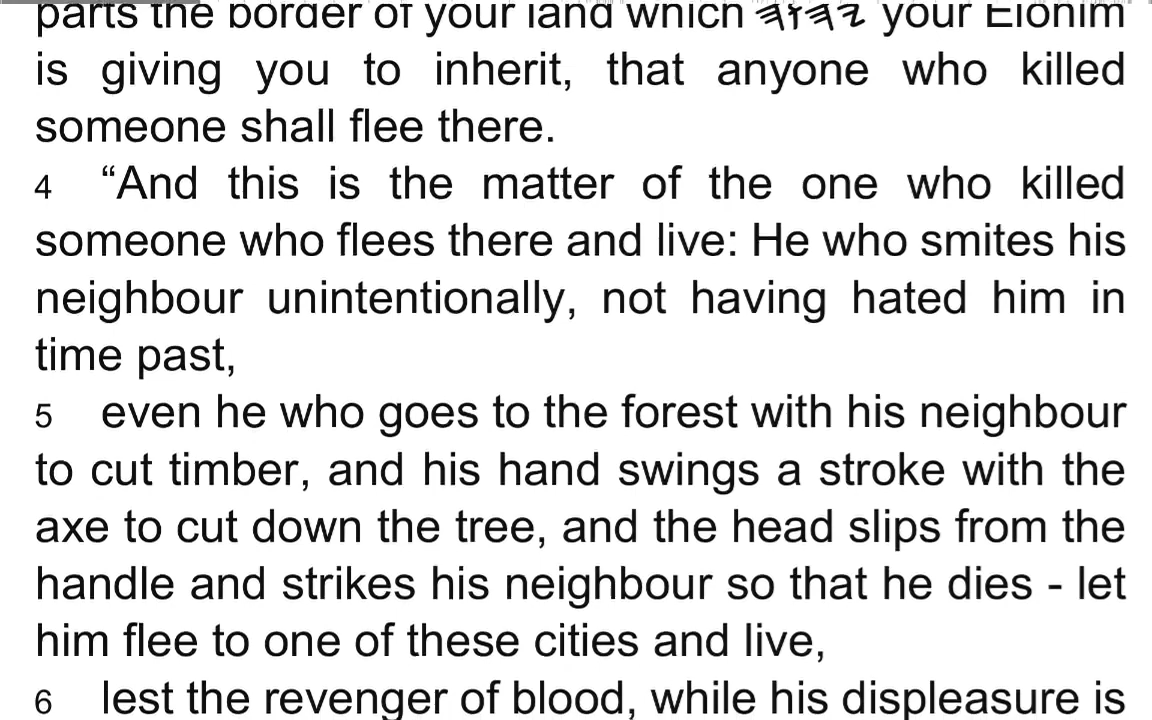 parts the border of your land which 𐤉𐤄𐤅𐤄 your Elohim
is giving you to inherit, that anyone who killed
someone shall flee there.
4 “And this is the matter of the one who killed
someone who flees there and live: He who smites his
neighbour unintentionally, not having hated him in
time past,
5 even he who goes to the forest with his neighbour
to cut timber, and his hand swings a stroke with the
axe to cut down the tree, and the head slips from the
handle and strikes his neighbour so that he dies - let
him flee to one of these cities and live,
6 lest the revenger of blood, while his displeasure is